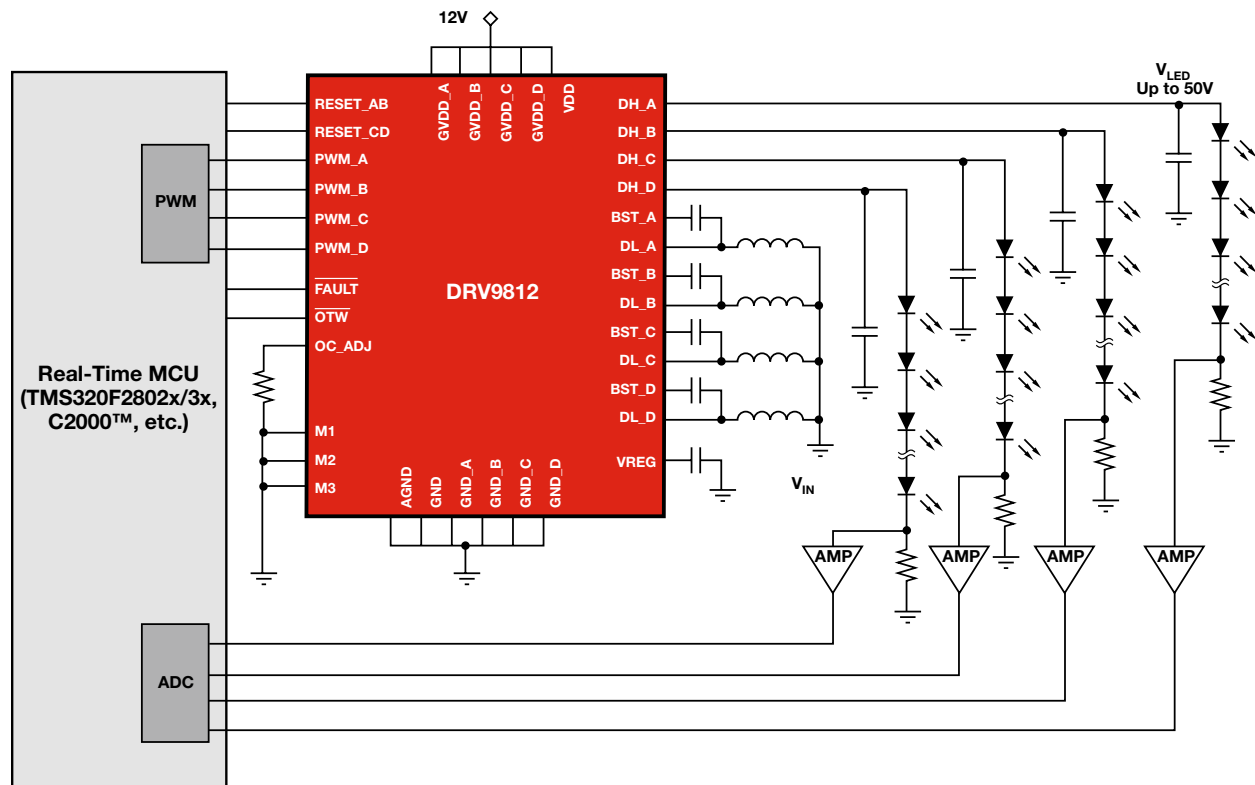 12V
GVDD_A
GVDD_B
GVDD_C
GVDD_D
VDD
RESET_AB
RESET_CD
PWM_A
PWM_B
PWM_C
PWM_D
FAULT
OTW
OC_ADJ
M1
M2
M3
DRV9812
DH_A
DH_B
DH_C
DH_D
BST_A
DL_A
BST_B
DL_B
BST_C
DL_C
BST_D
DL_D
VREG
AGND
GND
GND_A
GND_B
GND_C
GND_D
PWM
Real-Time MCU
(TMS320F2802x/3x,
C2000™, etc.)
ADC
VLED
Up to 50V
VIN
AMP
AMP
AMP
AMP